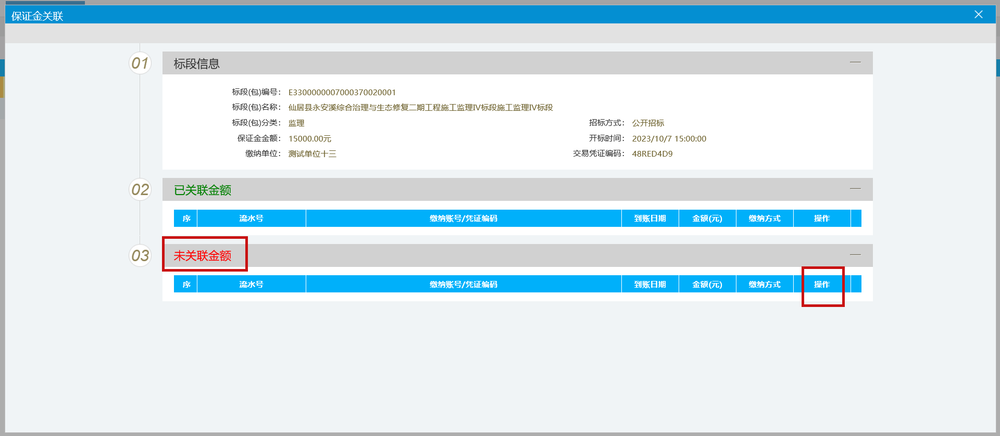 保证金关联
01 标段信息
标段(包)编号： E3300000007000370020001
标段(包)名称： 仙居县永安溪综合治理与生态修复二期工程施工监理IV标段施工监理IV标段
标段(包)分类： 监理 招标方式： 公开招标
保证金金额： 15000.00元 开标时间： 2023/10/7 15:00:00
缴纳单位： 测试单位十三 交易凭证编码： 48RED4D9
02 已关联金额
序 流水号 缴纳账号/凭证编码 到账日期 金额(元) 缴纳方式 操作
03 未关联金额
序 流水号 缴纳账号/凭证编码 到账日期 金额(元) 缴纳方式 操作